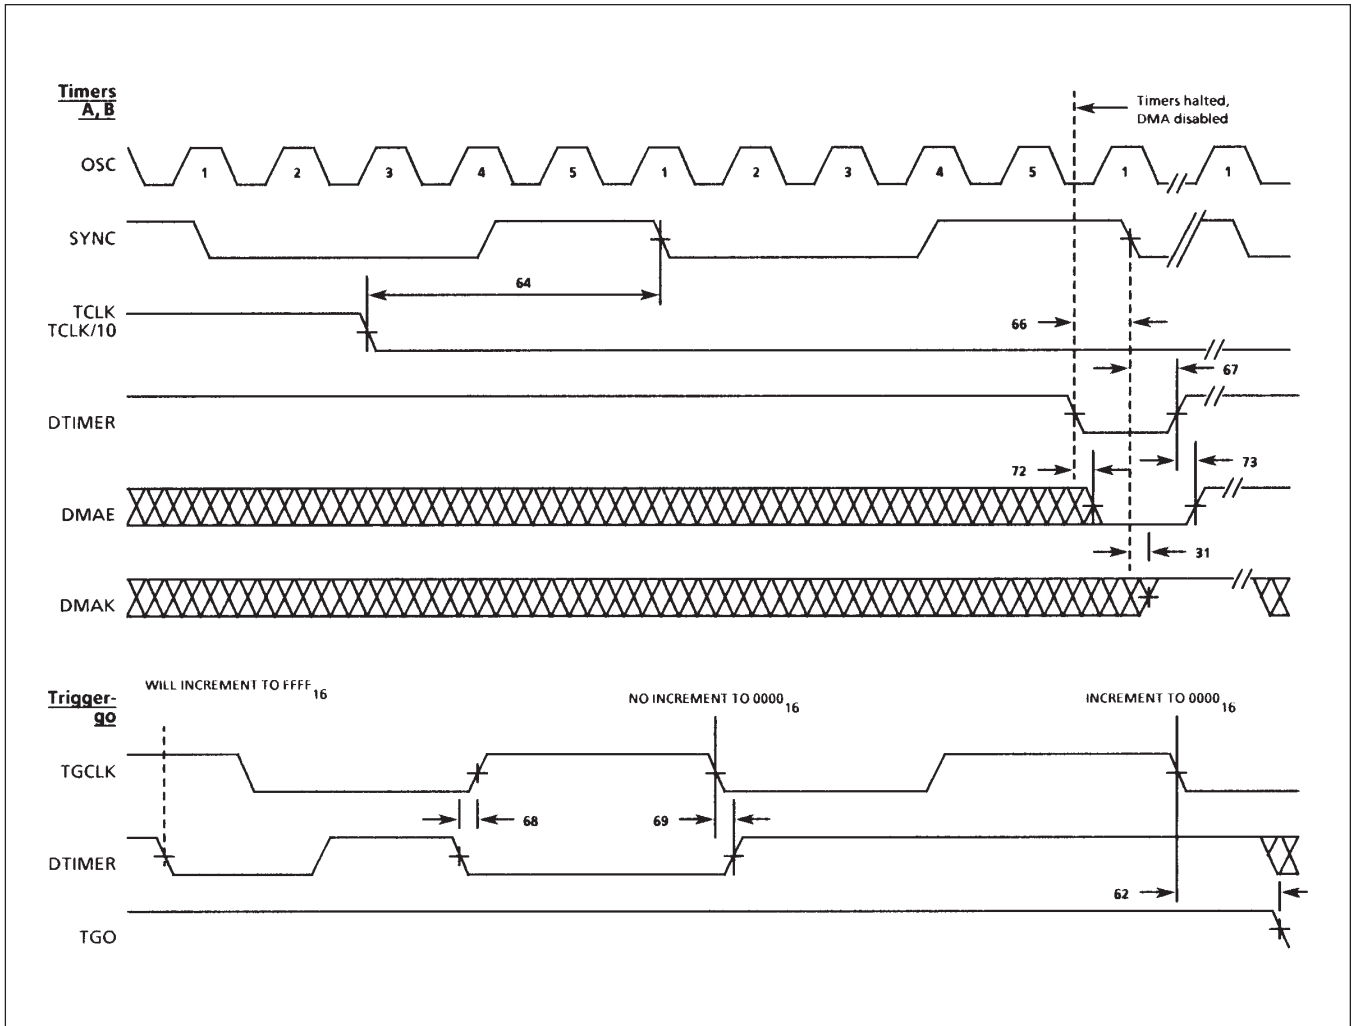 Timers
A, B
Timers halted,
DMA disabled
OSC
1 2 3 4 5 1 2 3 4 5 1 1
SYNC
64
TCLK
TCLK/10
66
67
DTIMER
72
73
DMAE
31
DMAK
Trigger-
go
WILL INCREMENT TO FFFF16
NO INCREMENT TO 000016
INCREMENT TO 000016
TGCLK
68
69
DTIMER
62
TGO